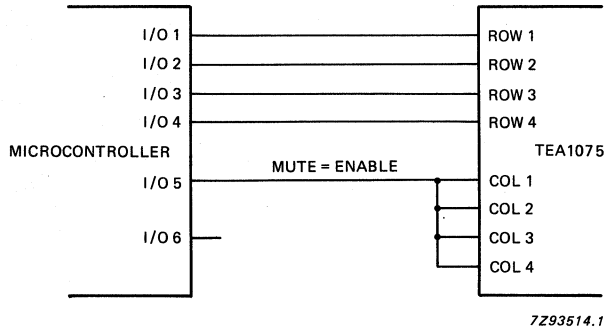 I/O 1
I/O 2
I/O 3
I/O 4
MICROCONTROLLER
I/O 5
I/O 6
MUTE = ENABLE
ROW 1
ROW 2
ROW 3
ROW 4
TEA1075
COL 1
COL 2
COL 3
COL 4
7Z93514.1